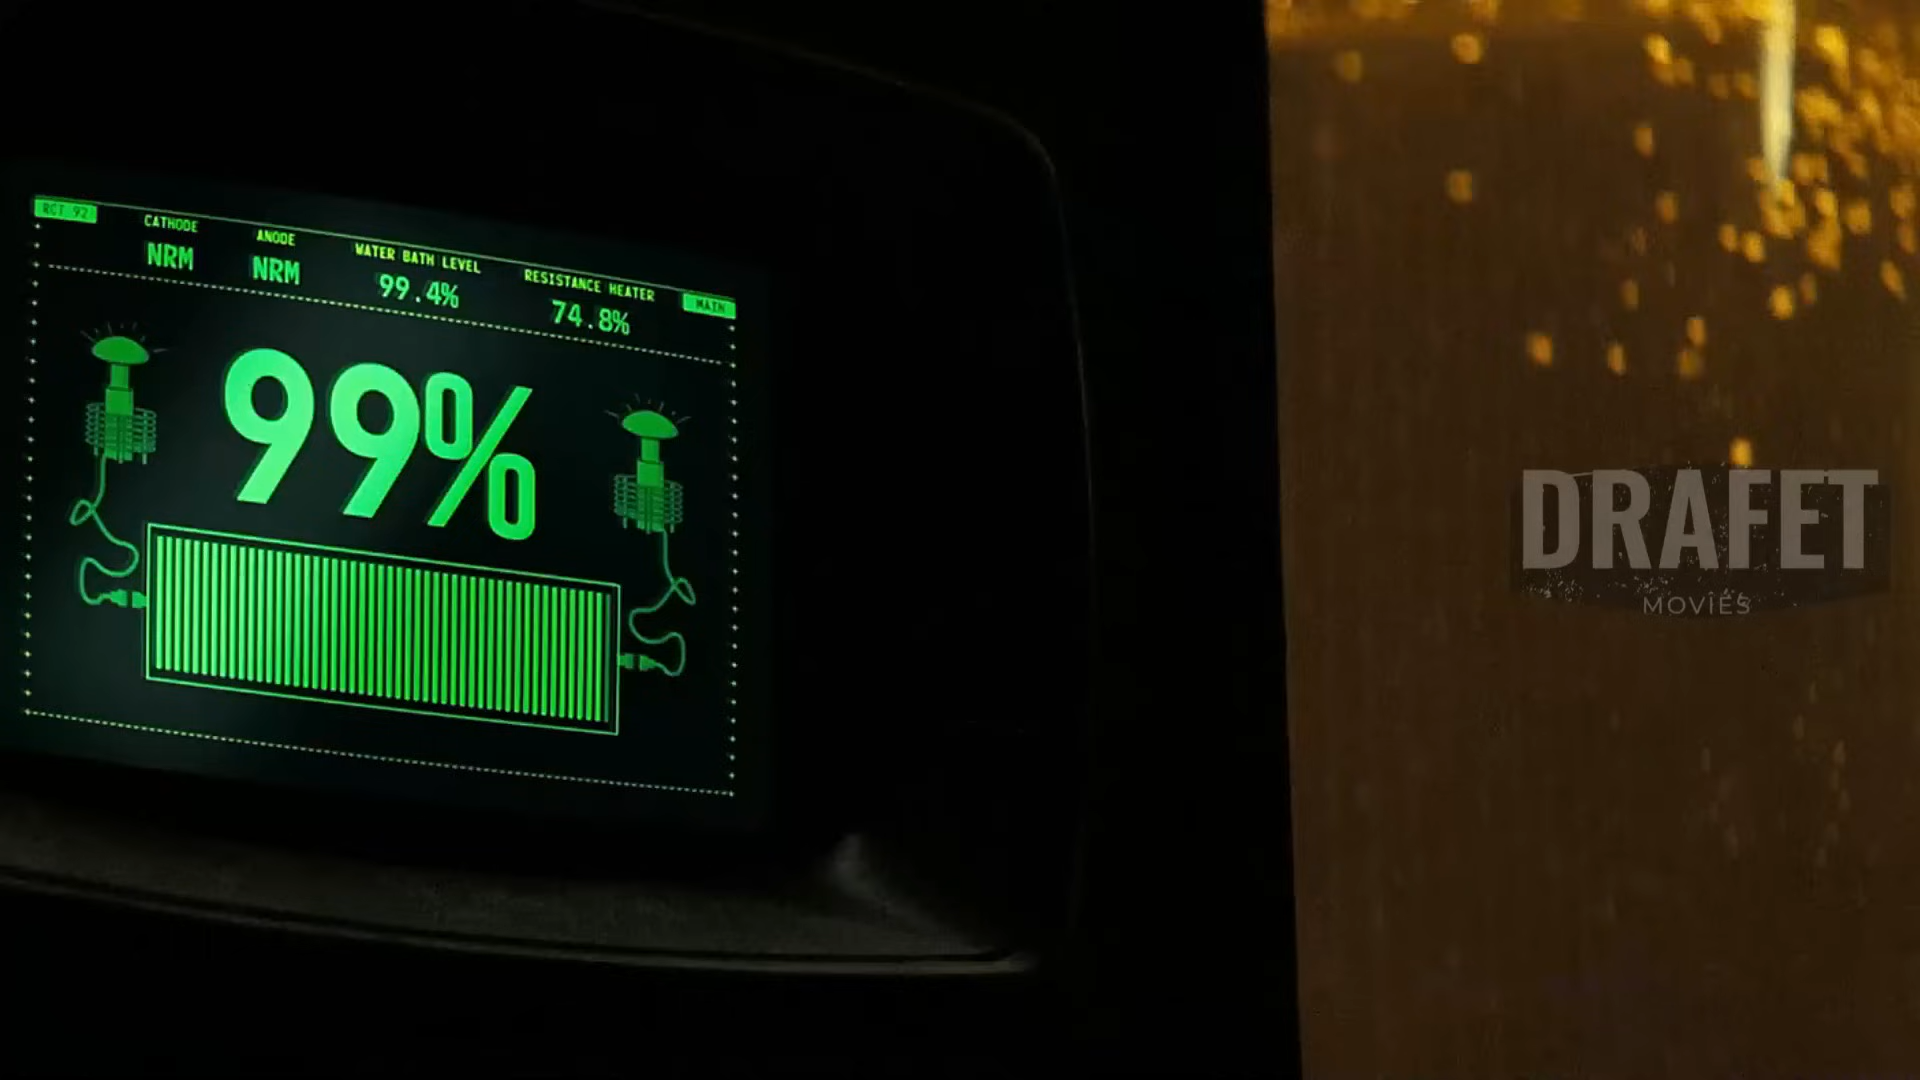 RCT 92
CATHODE
NRM
ANODE
NRM
WATER BATH LEVEL
99.4%
RESISTANCE HEATER
74.8%
MAIN
99%
DRAFET
MOVIES